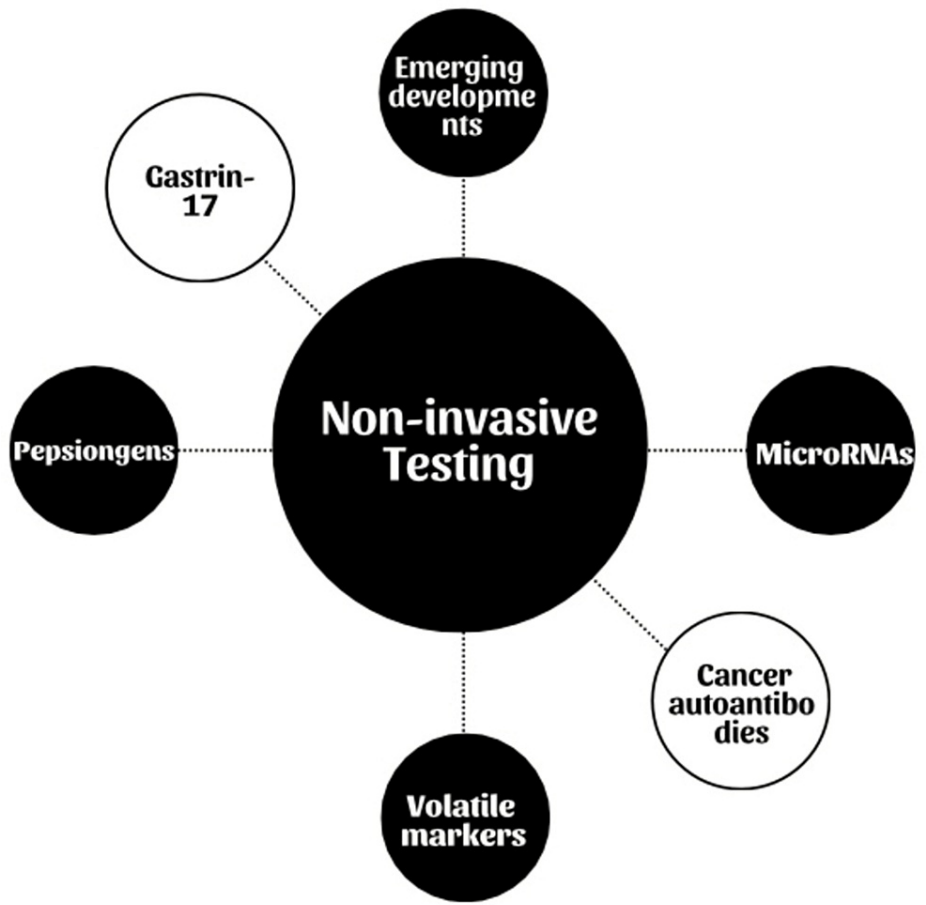 Emerging
developme
nts
Gastrin-
17
Non-invasive
Testing
Pepsiongens
MicroRNAs
Cancer
autoantibo
dies
Volatile
markers